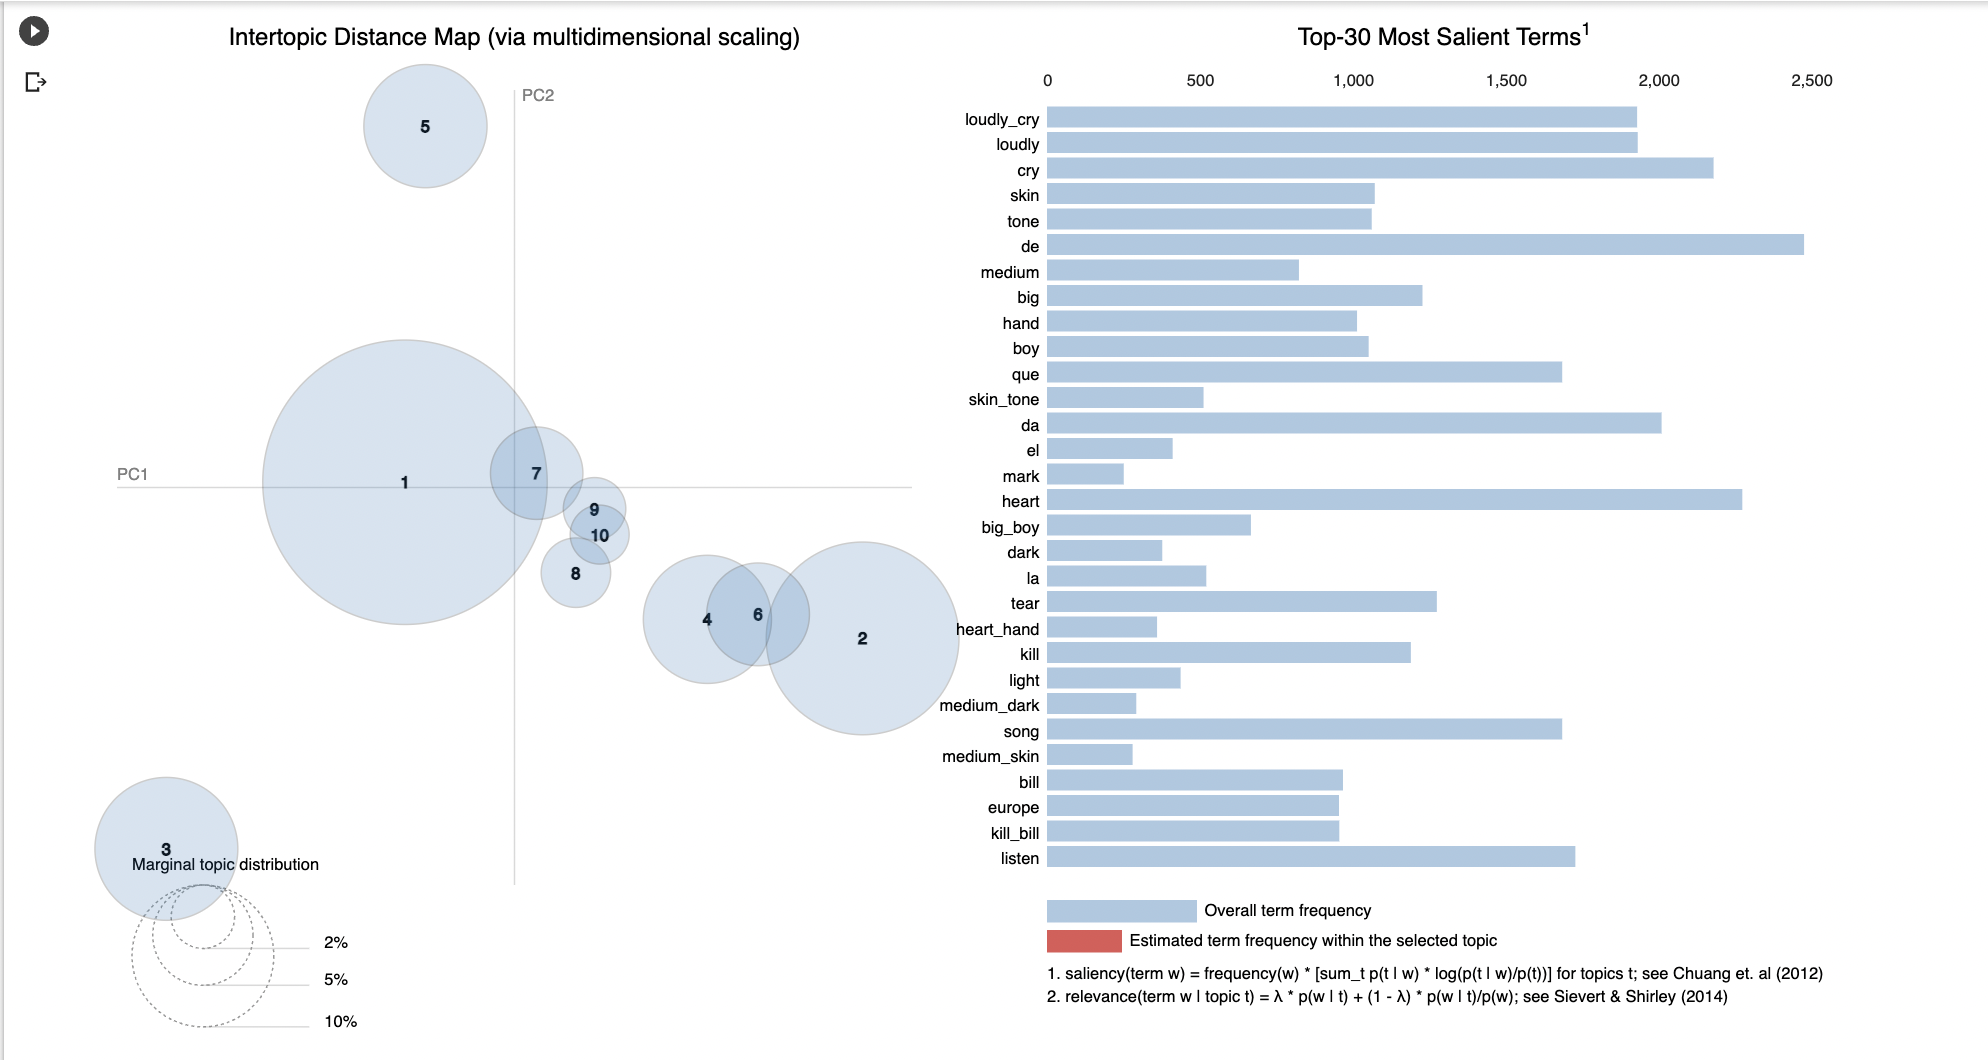 Intertopic Distance Map (via multidimensional scaling)
PC2
PC1
5
1
7
9
10
8
4
6
2
3
Marginal topic distribution
2%
5%
10%
Top-30 Most Salient Terms1
0 500 1,000 1,500 2,000 2,500
loudly_cry
loudly
cry
skin
tone
de
medium
big
hand
boy
que
skin_tone
da
el
mark
heart
big_boy
dark
la
tear
heart_hand
kill
light
medium_dark
song
medium_skin
bill
europe
kill_bill
listen
Overall term frequency
Estimated term frequency within the selected topic
1. saliency(term w) = frequency(w) * [sum_t p(t | w) * log(p(t | w)/p(t))] for topics t; see Chuang et. al (2012)
2. relevance(term w | topic t) = λ * p(w | t) + (1 - λ) * p(w | t)/p(w); see Sievert & Shirley (2014)